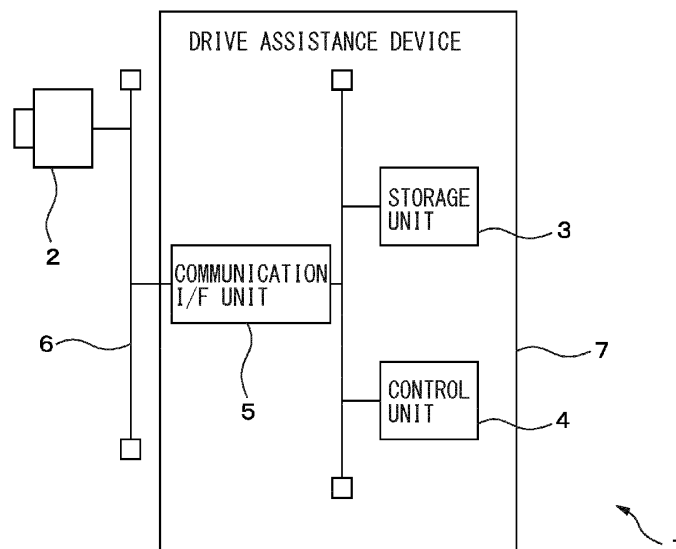 DRIVE ASSISTANCE DEVICE
2
STORAGE
UNIT
3
COMMUNICATION
I/F UNIT
6
5
7
CONTROL
UNIT
4